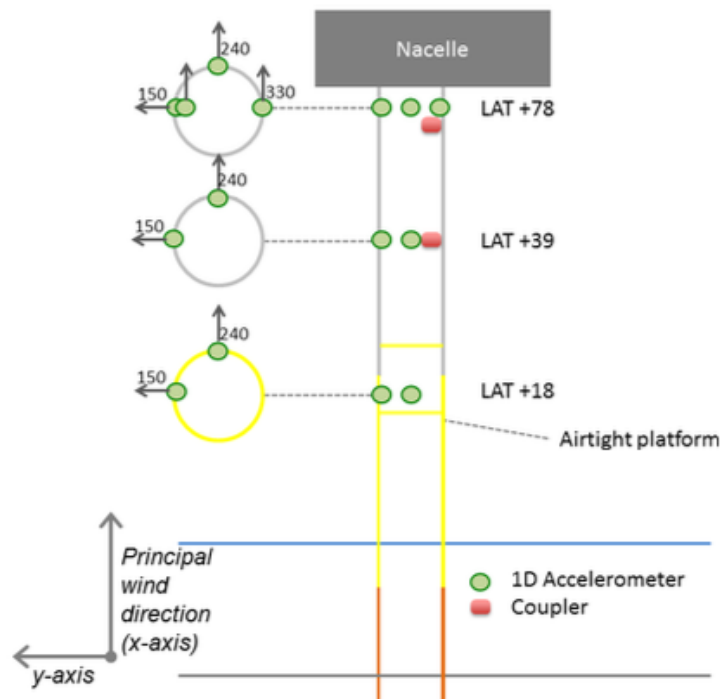 Nacelle
240
150
330
LAT +78
240
150
LAT +39
240
150
LAT +18
Airtight platform
Principal
wind
direction
(x-axis)
y-axis
1D Accelerometer
Coupler